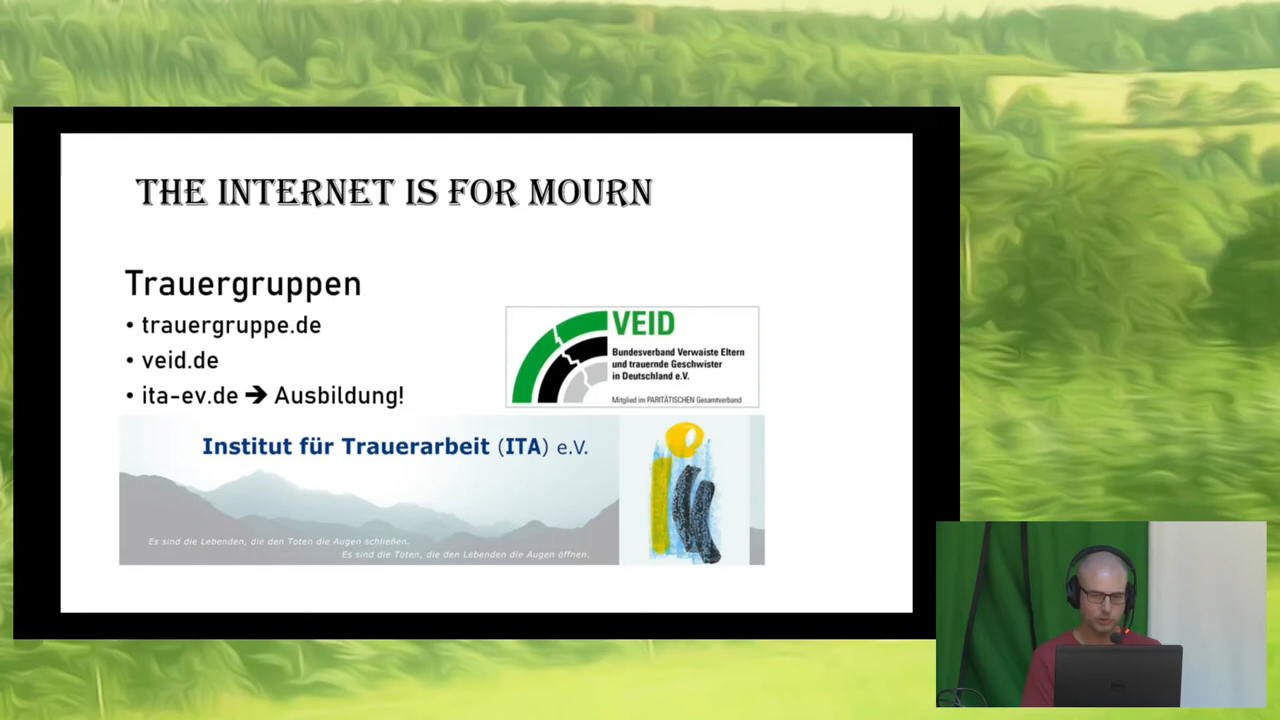 THE INTERNET IS FOR MOURN
Trauergruppen
• trauergruppe.de
• veid.de
• ita-ev.de ➔ Ausbildung!
VEID
Bundesverband Verwaiste Eltern
und trauernde Geschwister
in Deutschland e.V.
Mitglied im PARITÄTISCHEN Gesamtverband
Institut für Trauerarbeit (ITA) e.V.
Es sind die Lebenden, die den Toten die Augen schließen.
Es sind die Toten, die den Lebenden die Augen öffnen.
DELL